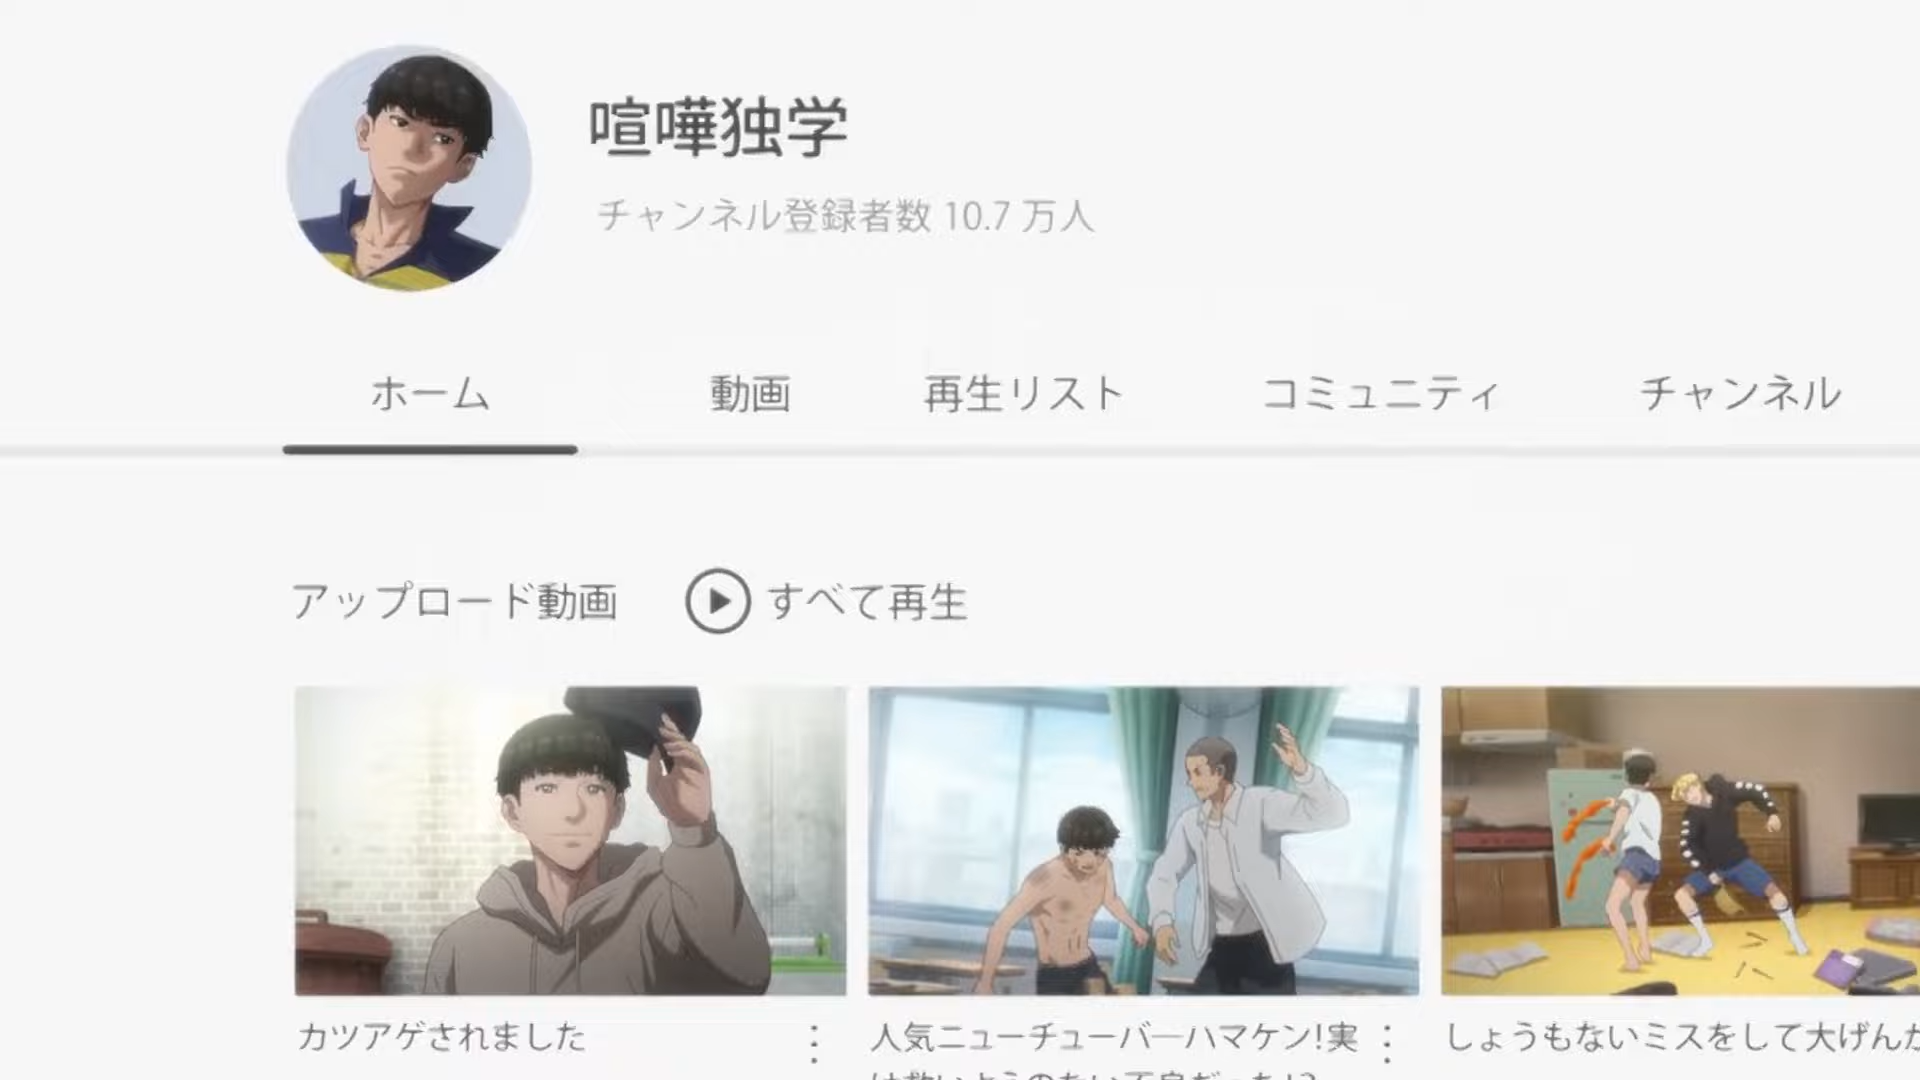 喧嘩独学
チャンネル登録者数 10.7 万人
ホーム
動画
再生リスト
コミュニティ
チャンネル
アップロード動画
すべて再生
カツアゲされました
人気ニューチューバーハマケン!実
しょうもないミスをして大げんか